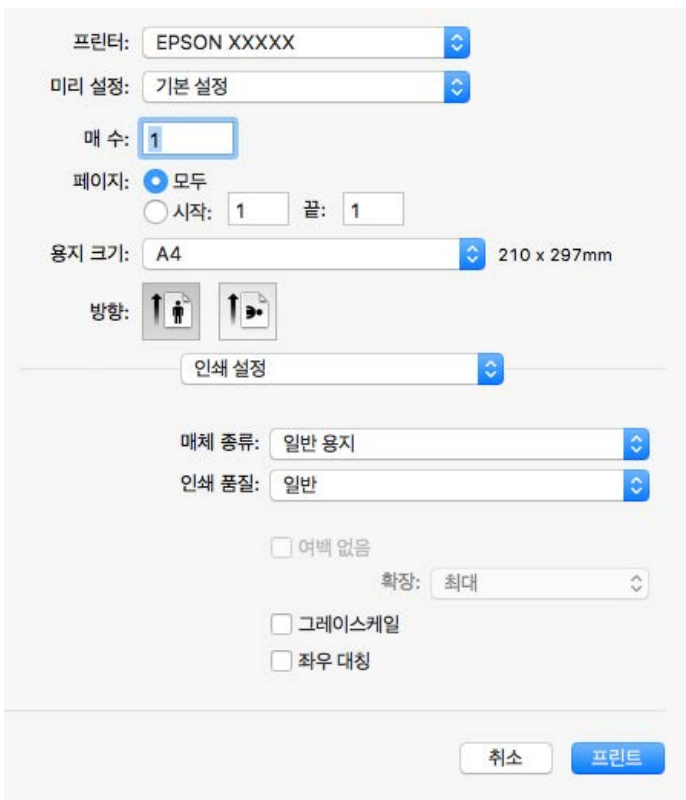 프린터: EPSON XXXXX
미리 설정: 기본 설정
매 수: 1
페이지: 모두
시작: 1 끝: 1
용지 크기: A4 210 x 297mm
방향:
인쇄 설정
매체 종류: 일반 용지
인쇄 품질: 일반
여백 없음
확장: 최대
그레이스케일
좌우 대칭
취소 프린트